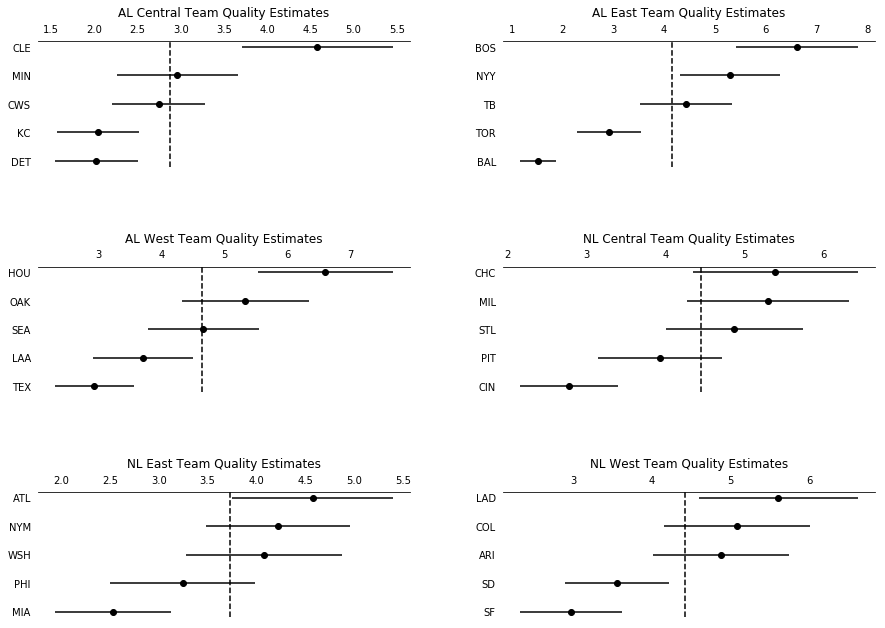 AL Central Team Quality Estimates
1.5 2.0 2.5 3.0 3.5 4.0 4.5 5.0 5.5
CLE
MIN
CWS
KC
DET
AL East Team Quality Estimates
1 2 3 4 5 6 7 8
BOS
NYY
TB
TOR
BAL
AL West Team Quality Estimates
3 4 5 6 7
HOU
OAK
SEA
LAA
TEX
NL Central Team Quality Estimates
2 3 4 5 6
CHC
MIL
STL
PIT
CIN
NL East Team Quality Estimates
2.0 2.5 3.0 3.5 4.0 4.5 5.0 5.5
ATL
NYM
WSH
PHI
MIA
NL West Team Quality Estimates
3 4 5 6
LAD
COL
ARI
SD
SF